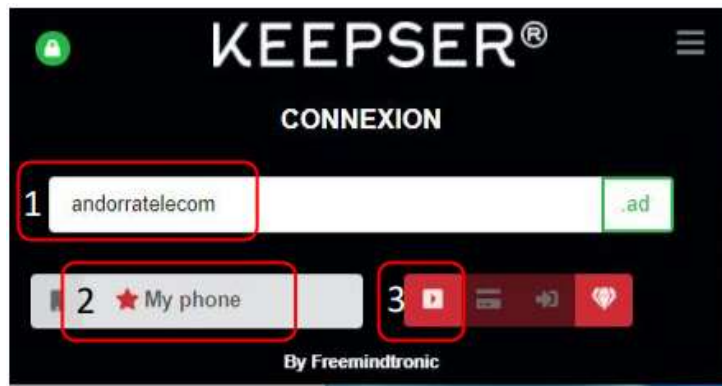 KEEPSER®
CONNEXION
1 andorratelecom .ad
2 My phone 3
By Freemindtronic